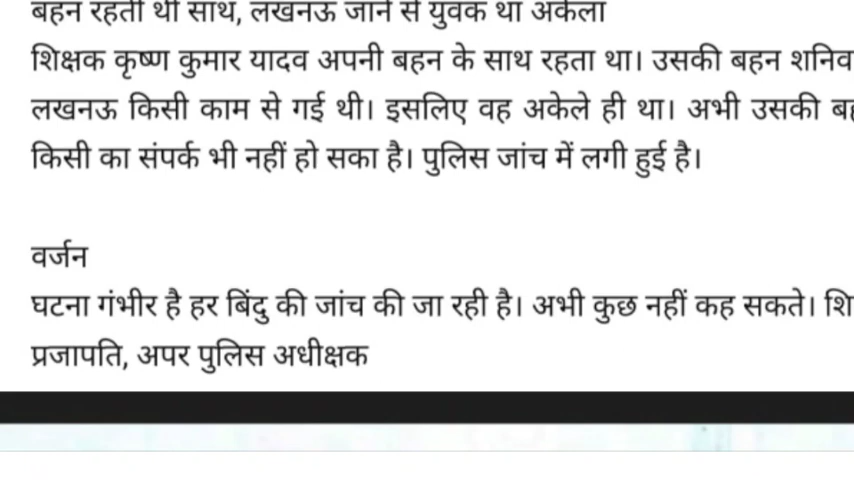 बहन रहती थी साथ, लखनऊ जाने से युवक था अकेला
शिक्षक कृष्ण कुमार यादव अपनी बहन के साथ रहता था। उसकी बहन
लखनऊ किसी काम से गई थी। इसलिए वह अकेले ही था। अभी उसकी
किसी का संपर्क भी नहीं हो सका है। पुलिस जांच में लगी हुई है।
वर्जन
घटना गंभीर है हर बिंदु की जांच की जा रही है। अभी कुछ नहीं कह सकते।
प्रजापति, अपर पुलिस अधीक्षक